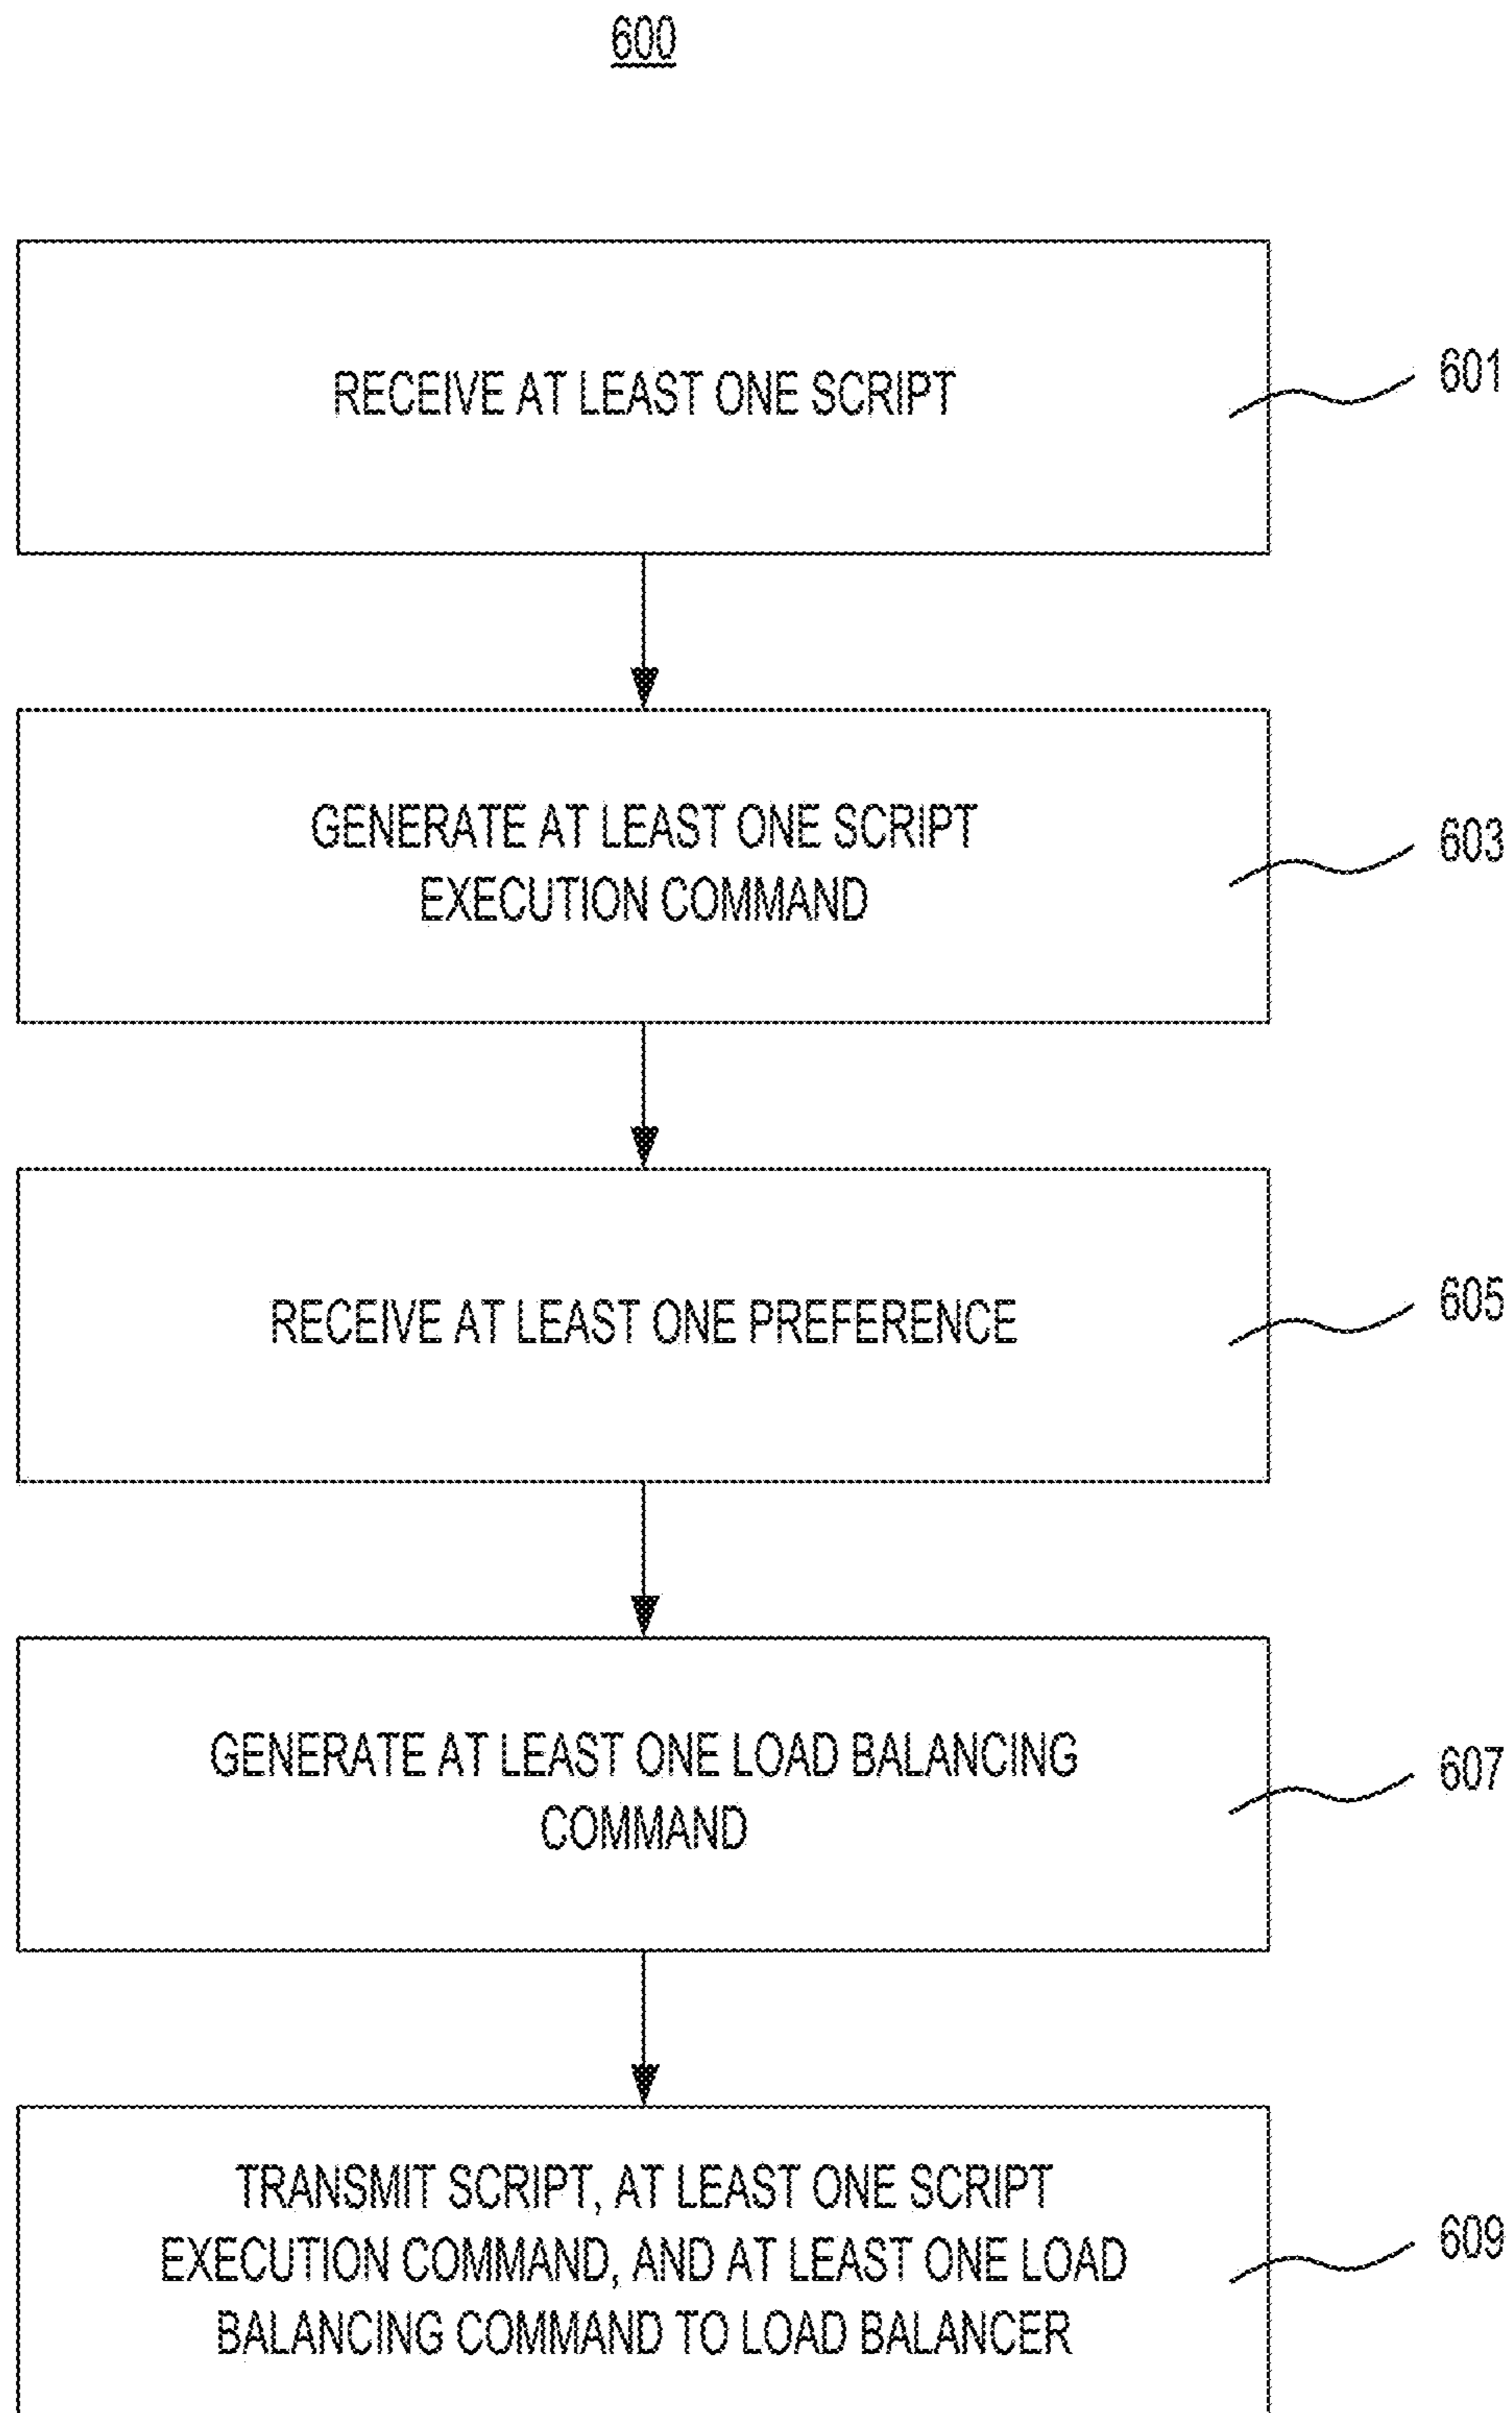 600
RECEIVE AT LEAST ONE SCRIPT
601
GENERATE AT LEAST ONE SCRIPT
EXECUTION COMMAND
603
RECEIVE AT LEAST ONE PREFERENCE
605
GENERATE AT LEAST ONE LOAD BALANCING
COMMAND
607
TRANSMIT SCRIPT, AT LEAST ONE SCRIPT
EXECUTION COMMAND, AND AT LEAST ONE LOAD
BALANCING COMMAND TO LOAD BALANCER
609